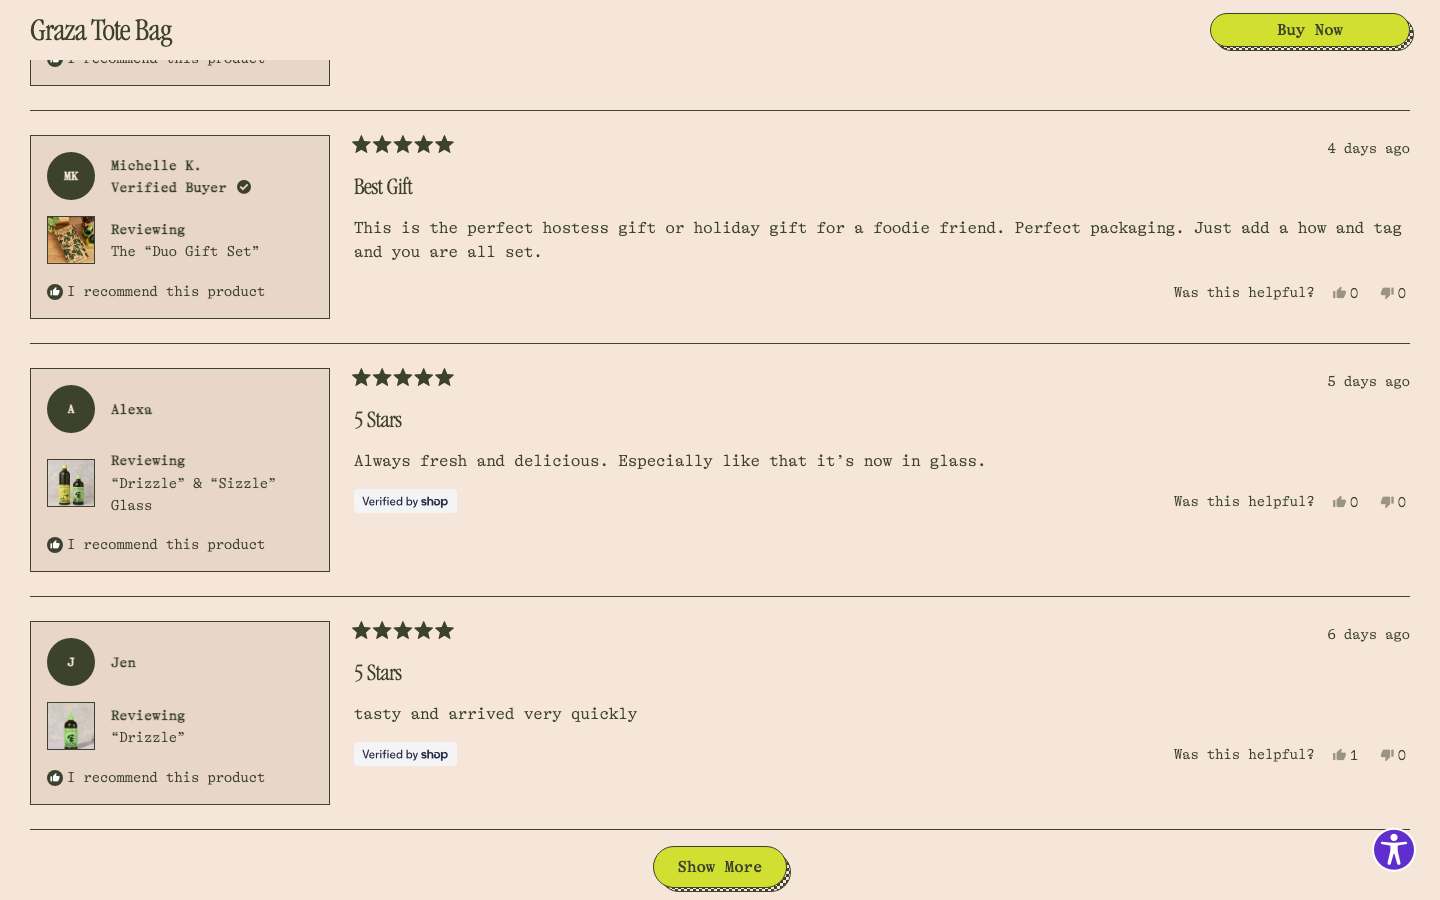 Graza Tote Bag
Buy Now
I recommend this product
MK
Michelle K.
Verified Buyer
Reviewing
The “Duo Gift Set”
I recommend this product
4 days ago
Best Gift
This is the perfect hostess gift or holiday gift for a foodie friend. Perfect packaging. Just add a how and tag
and you are all set.
Was this helpful? 0 0
A
Alexa
Reviewing
“Drizzle” & “Sizzle”
Glass
I recommend this product
5 days ago
5 Stars
Always fresh and delicious. Especially like that it’s now in glass.
Verified by shop
Was this helpful? 0 0
J
Jen
Reviewing
“Drizzle”
I recommend this product
6 days ago
5 Stars
tasty and arrived very quickly
Verified by shop
Was this helpful? 1 0
Show More